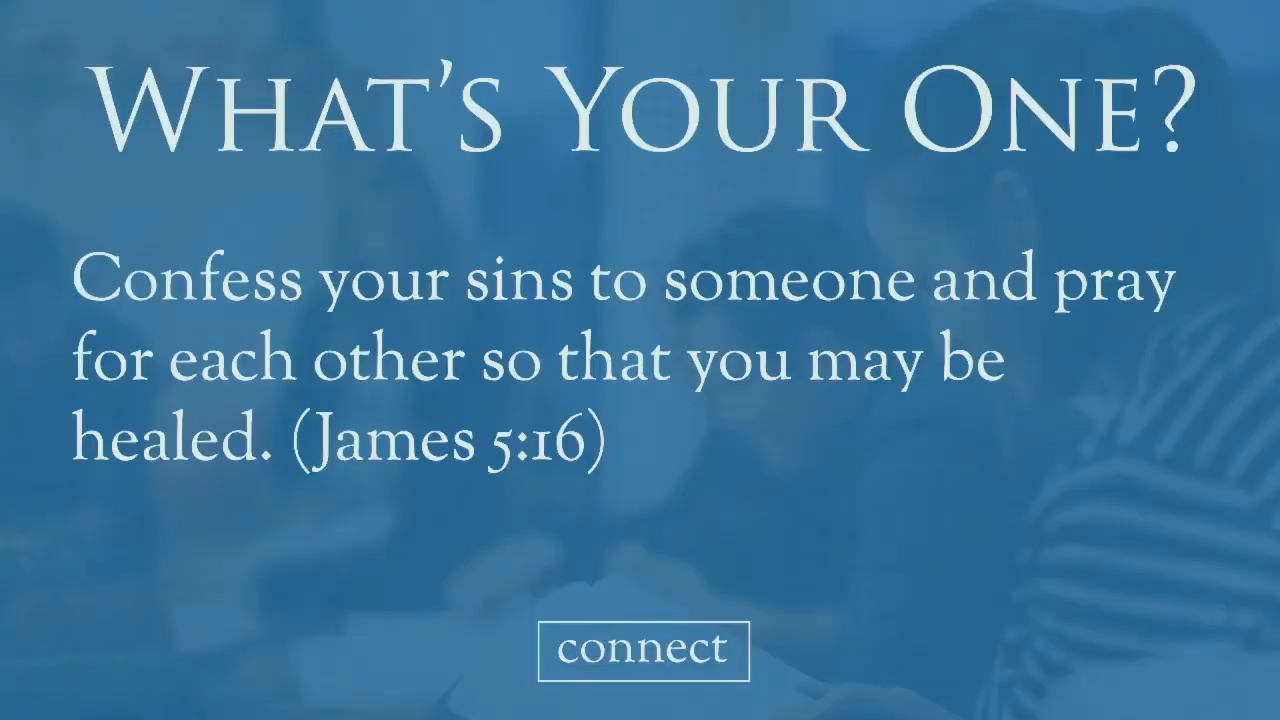 What's Your One?
Confess your sins to someone and pray
for each other so that you may be
healed. (James 5:16)
connect